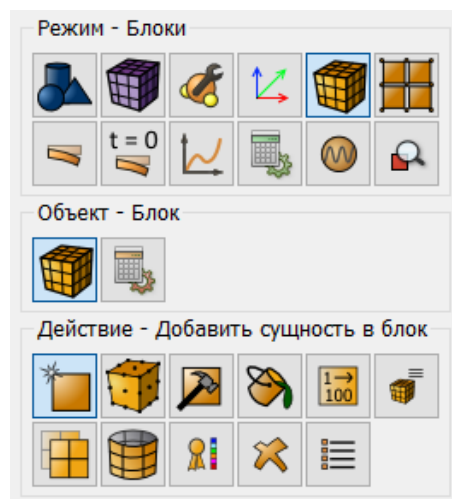 Режим - Блоки
t = 0
Объект - Блок
Действие - Добавить сущность в блок
1→
100